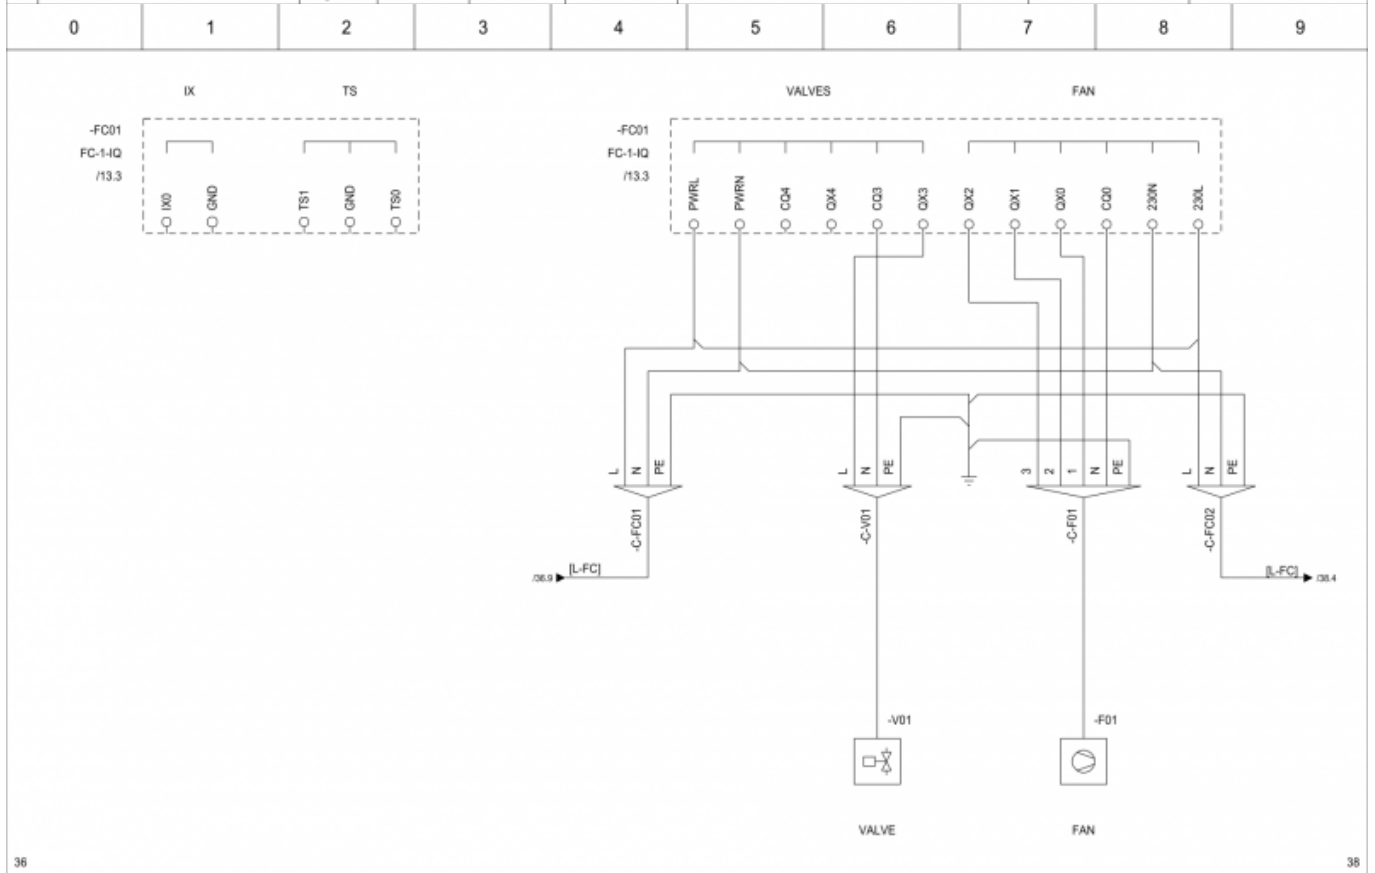 0 1 2 3 4 5 6 7 8 9
IX TS VALVES FAN
-FC01
FC-1-IQ
/13.3
IX0 GND TS1 GND TS0
-FC01
FC-1-IQ
/13.3
PWRL PWRN CQ4 QX4 CQ3 QX3 QX2 QX1 QX0 CQ0 230N 230L
L N PE
L N PE
3 2 1 N PE
L N PE
-C-FC01
-C-V01
-C-F01
-C-FC02
/36.9 [L-FC]
[L-FC] /38.4
-V01
-F01
VALVE
FAN
36
38